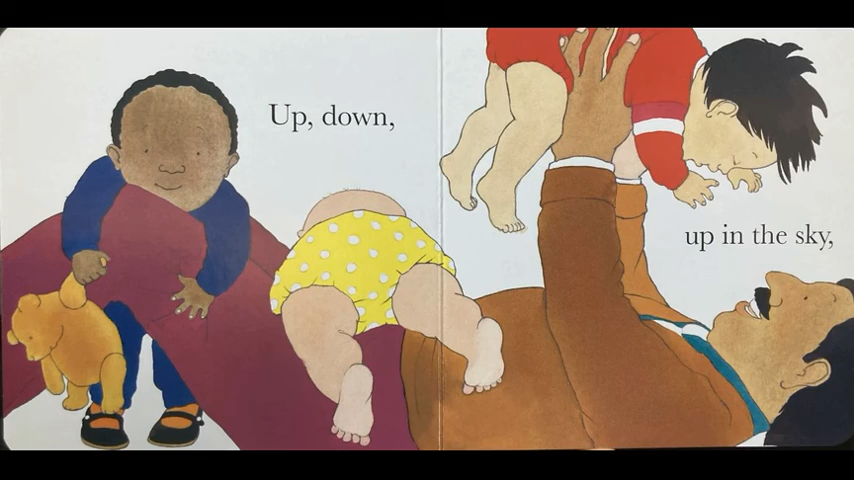 Up, down,
up in the sky,